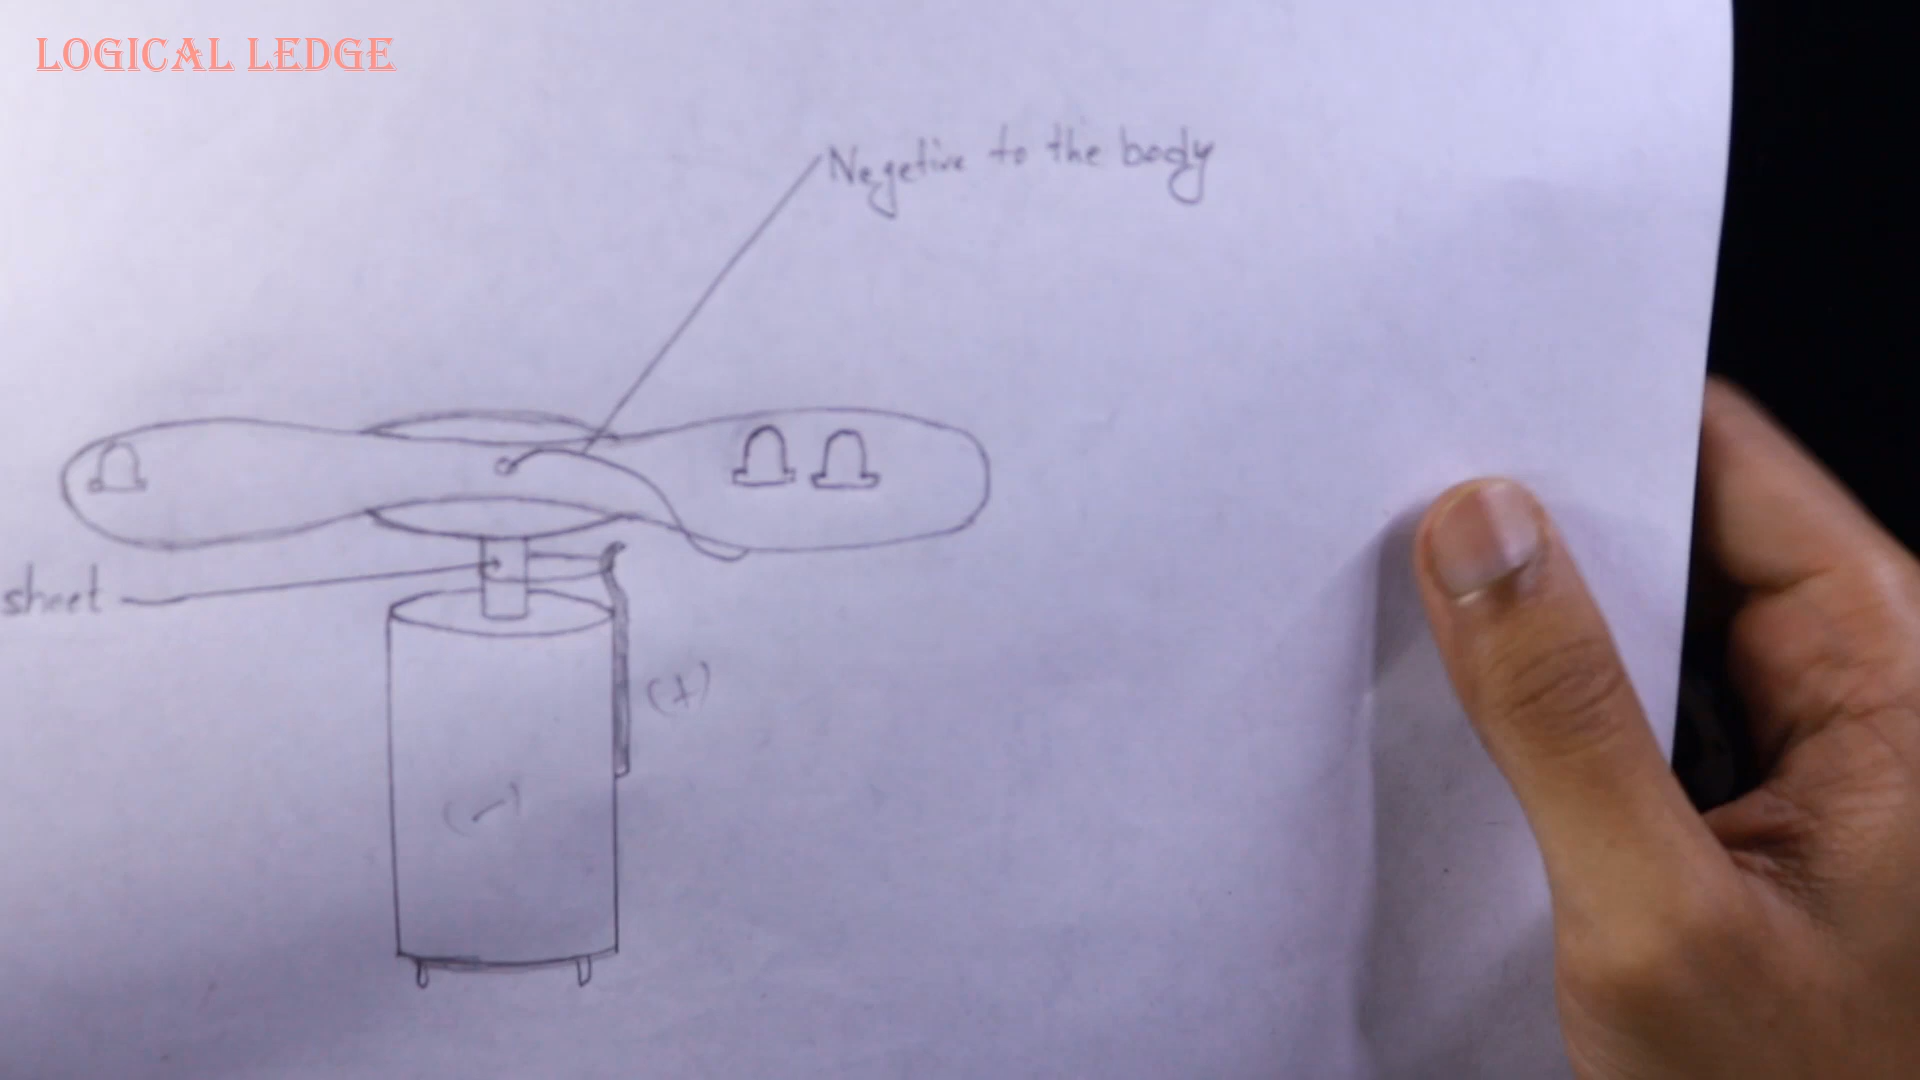 LOGICAL LEDGE
Negetive to the body
sheet
(+)
(-)